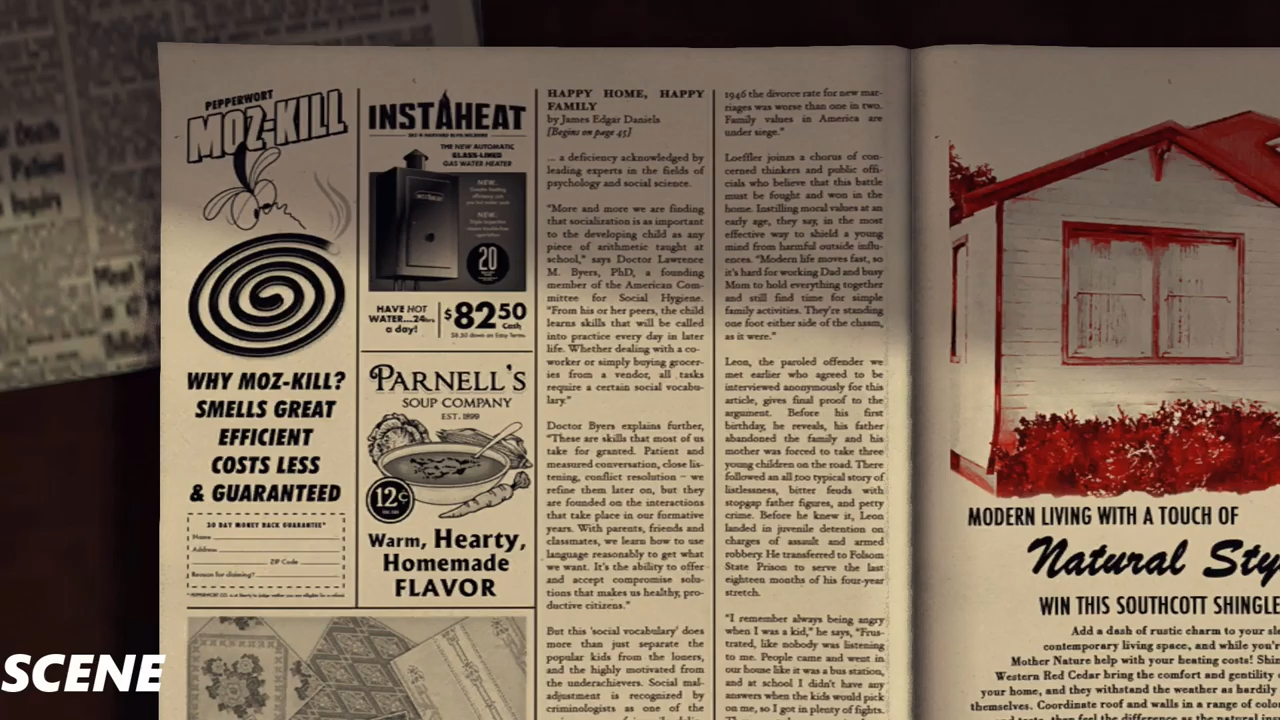 PEPPERWORT
MOZ-KILL
WHY MOZ-KILL?
SMELLS GREAT
EFFICIENT
COSTS LESS
& GUARANTEED
30 DAY MONEY BACK GUARANTEE*
Name
Address
ZIP Code
Reason for claiming?
INSTAHEAT
THE NEW AUTOMATIC
GLASS-LINED
GAS WATER HEATER
NEW...
NEW...
20
HAVE HOT
WATER...24hrs
a day!
$82.50
Cash
$8.50 down on Easy Terms
PARNELL'S
SOUP COMPANY
EST. 1899
12¢
Warm, Hearty,
Homemade
FLAVOR
HAPPY HOME, HAPPY
FAMILY
by James Edgar Daniels
[Begins on page 45]
... a deficiency acknowledged by
leading experts in the fields of
psychology and social science.
"More and more we are finding
that socialization is as important
to the developing child as any
piece of arithmetic taught at
school," says Doctor Lawrence
M. Byers, PhD, a founding
member of the American Com-
mittee for Social Hygiene.
"From his or her peers, the child
learns skills that will be called
into practice every day in later
life. Whether dealing with a co-
worker or simply buying grocer-
ies from a vendor, all tasks
require a certain social vocabu-
lary."
Doctor Byers explains further,
"These are skills that most of us
take for granted. Patient and
measured conversation, close lis-
tening, conflict resolution – we
refine them later on, but they
are founded on the interactions
that take place in our formative
years. With parents, friends and
classmates, we learn how to use
language reasonably to get what
we want. It's the ability to offer
and accept compromise solu-
tions that makes us healthy, pro-
ductive citizens."
But this 'social vocabulary' does
more than just separate the
popular kids from the loners,
and the highly motivated from
the underachievers. Social mal-
adjustment is recognized by
criminologists as one of the
1946 the divorce rate for new mar-
riages was worse than one in two.
Family values in America are
under siege."
Loeffler joinzs a chorus of con-
cerned thinkers and public offi-
cials who believe that this battle
must be fought and won in the
home. Instilling mocal values at an
early age, they say, in the most
effective way to shield a young
mind from harmful outside influ-
ences. "Modern life moves fast, so
it's hard for working Dad and busy
Mom to hold everything together
and still find time for simple
family activities. They're standing
one foot either side of the chasm,
as it were."
Leon, the paroled offender we
met earlier who agreed to be
interviewed anonymously for this
article, gives final proof to the
argument. Before his first
birthday, he reveals, his father
abandoned the family and his
mother was forced to take three
young children on the road. There
followed an all too typical story of
listlessness, bitter feuds with
stopgap father figures, and petty
crime. Before he knew it, Leon
landed in juvenile detention on
charges of assault and armed
robbery. He transferred to Folsom
State Prison to serve the last
eighteen months of his four-year
stretch.
"I remember always being angry
when I was a kid," he says, "Frus-
trated, like nobody was listening
to me. People came and went in
our house like it was a bus station,
and at school I didn't have any
answers when the kids would pick
on me, so I got in plenty of fights.
MODERN LIVING WITH A TOUCH OF
Natural Sty
WIN THIS SOUTHCOTT SHINGLE
Add a dash of rustic charm to your sl
contemporary living space, and while you'r
Mother Nature help with your heating costs! Shin
Western Red Cedar bring the comfort and gentility o
your home, and they withstand the weather as hardily
themselves. Coordinate roof and walls in a range of colo
SCENE